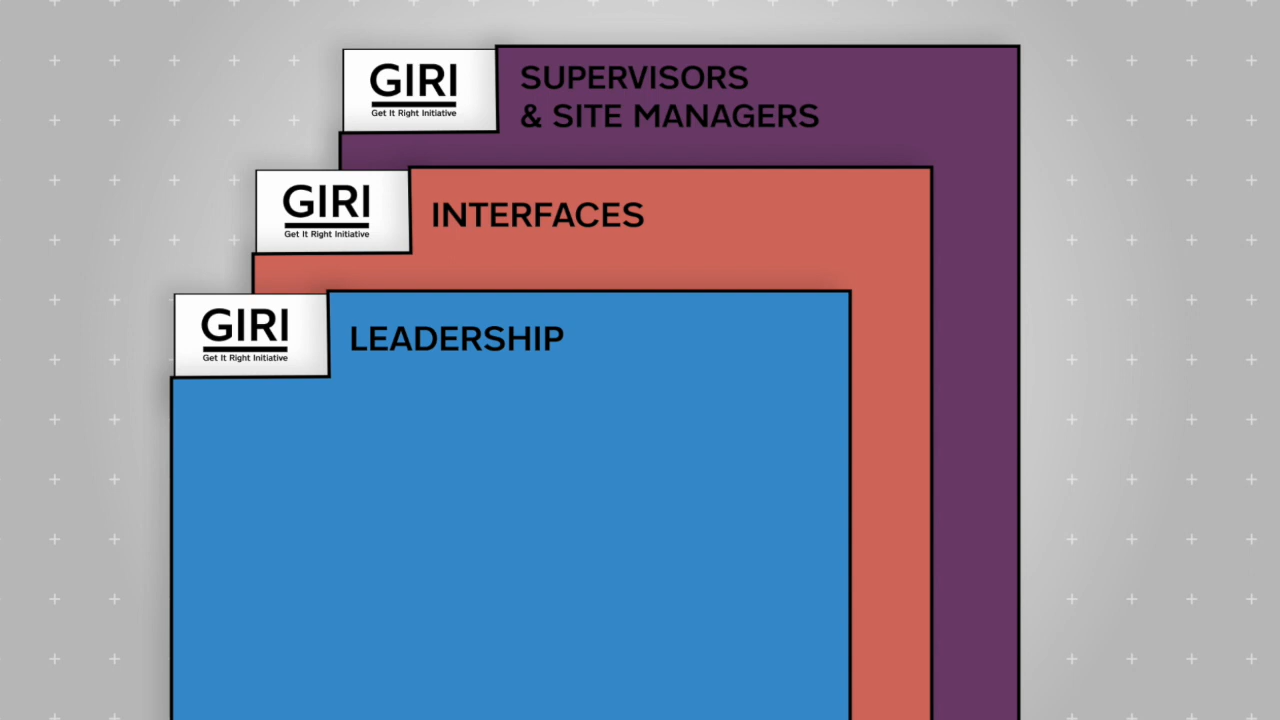 GIRI
Get It Right Initiative
SUPERVISORS
& SITE MANAGERS
GIRI
Get It Right Initiative
INTERFACES
GIRI
Get It Right Initiative
LEADERSHIP